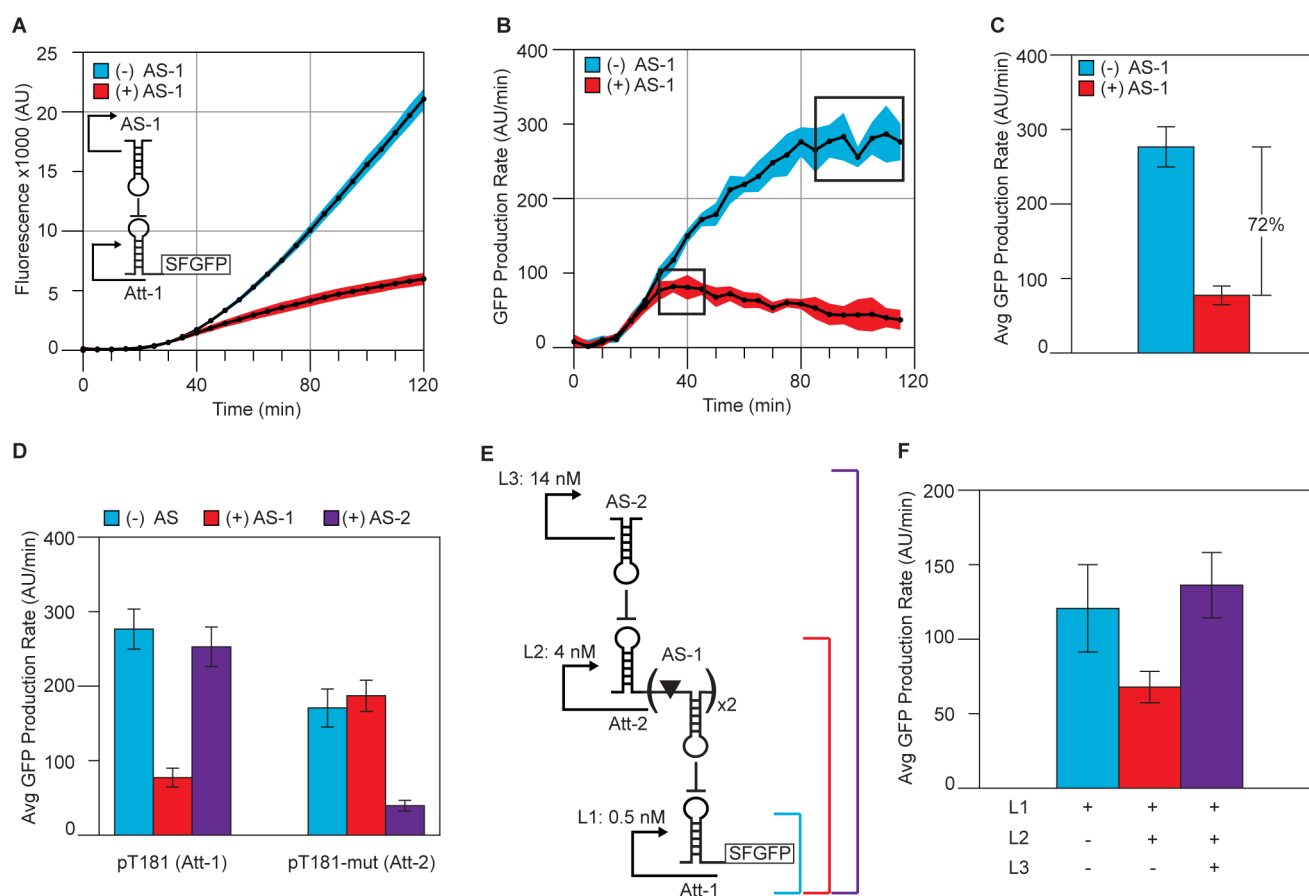 A
Fluorescence x1000 (AU)
25
20
15
10
5
0
(-) AS-1
(+) AS-1
AS-1
SFGFP
Att-1
0
40
80
120
Time (min)
B
GFP Production Rate (AU/min)
400
300
200
100
0
(-) AS-1
(+) AS-1
0
40
80
120
Time (min)
C
Avg GFP Production Rate (AU/min)
400
300
200
100
0
(-) AS-1
(+) AS-1
72%
D
(-) AS
(+) AS-1
(+) AS-2
Avg GFP Production Rate (AU/min)
400
300
200
100
0
pT181 (Att-1)
pT181-mut (Att-2)
E
L3: 14 nM
AS-2
L2: 4 nM
AS-1
( ) x2
Att-2
L1: 0.5 nM
SFGFP
Att-1
F
Avg GFP Production Rate (AU/min)
200
150
100
50
0
L1 + + +
L2 - + +
L3 - - +